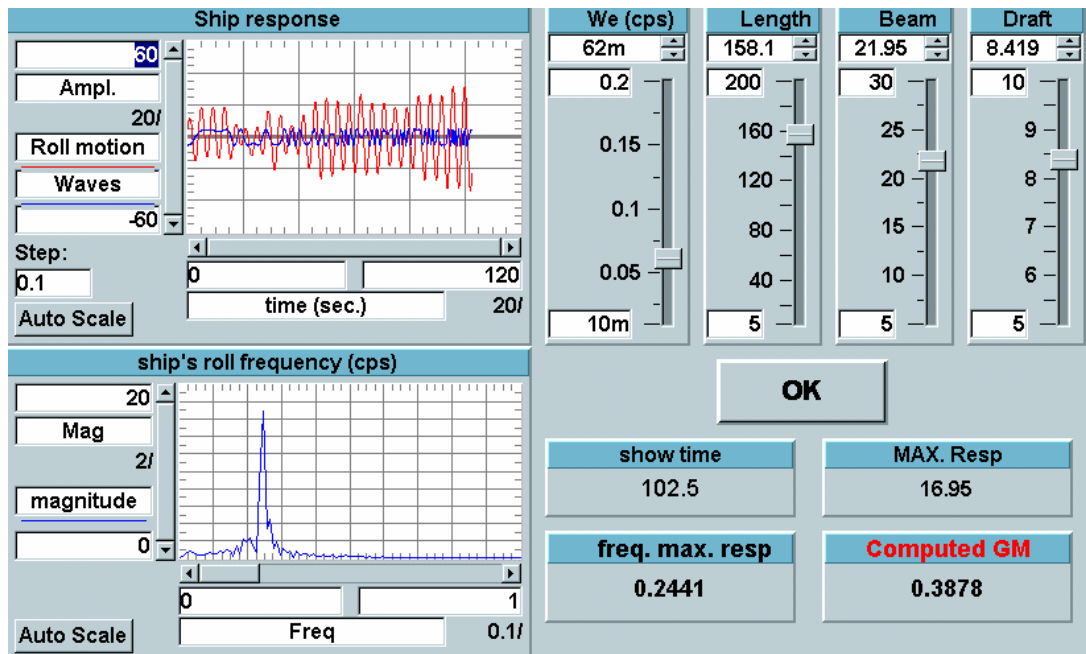 Ship response
60
Ampl.
20/
Roll motion
Waves
-60
Step:
0.1
Auto Scale
0
120
time (sec.)
20/
We (cps)
62m
0.2
0.15
0.1
0.05
10m
Length
158.1
200
160
120
80
40
5
Beam
21.95
30
25
20
15
10
5
Draft
8.419
10
9
8
7
6
5
ship's roll frequency (cps)
20
Mag
2/
magnitude
0
Auto Scale
0
1
Freq
0.1/
OK
show time
102.5
MAX. Resp
16.95
freq. max. resp
0.2441
Computed GM
0.3878